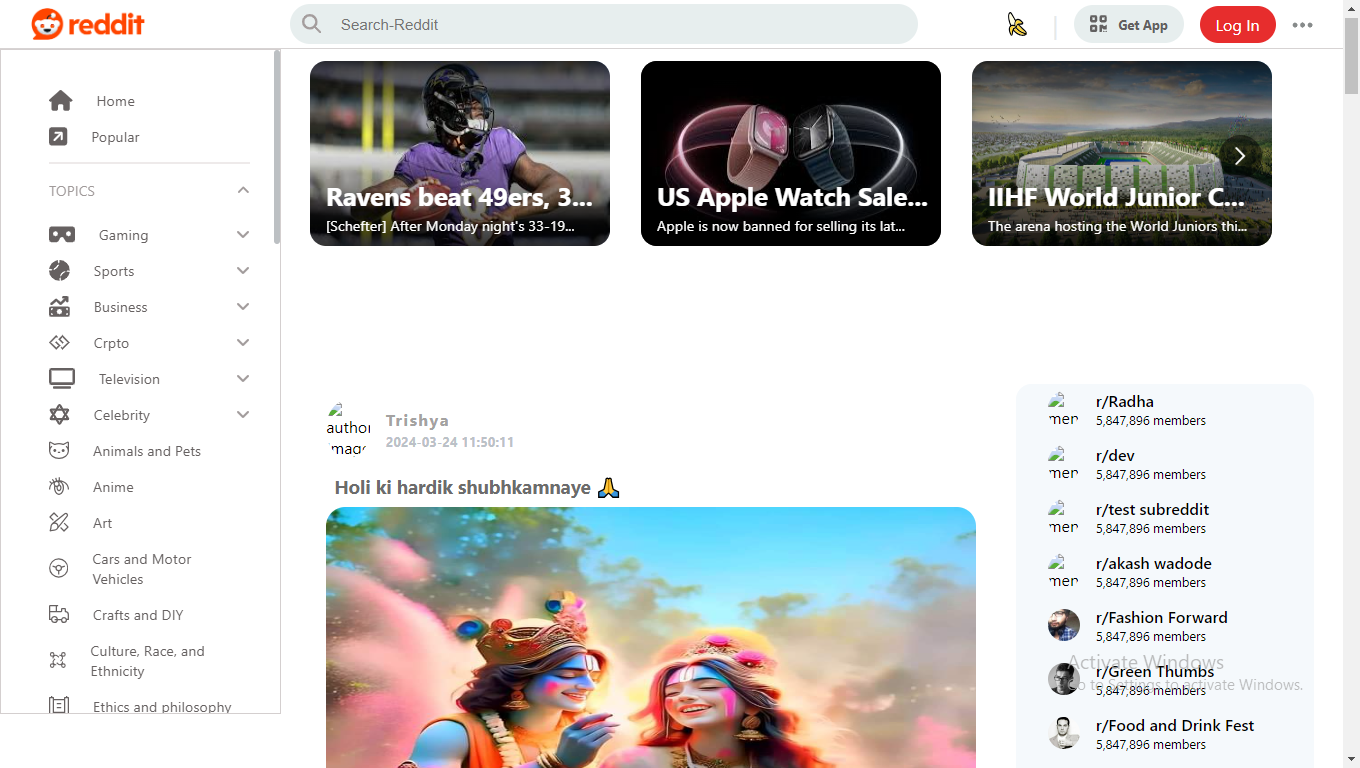 reddit
Search-Reddit
Get App
Log In
Home
Popular
TOPICS
Gaming
Sports
Business
Crpto
Television
Celebrity
Animals and Pets
Anime
Art
Cars and Motor
Vehicles
Crafts and DIY
Culture, Race, and
Ethnicity
Ethics and philosophy
Ravens beat 49ers, 3...
[Schefter] After Monday night's 33-19...
US Apple Watch Sale...
Apple is now banned for selling its lat...
IIHF World Junior C...
The arena hosting the World Juniors thi...
author
image
Trishya
2024-03-24 11:50:11
Holi ki hardik shubhkamnaye 🙏
men
r/Radha
5,847,896 members
men
r/dev
5,847,896 members
men
r/test subreddit
5,847,896 members
men
r/akash wadode
5,847,896 members
r/Fashion Forward
5,847,896 members
r/Green Thumbs
5,847,896 members
r/Food and Drink Fest
5,847,896 members
Activate Windows
Go to Settings to activate Windows.